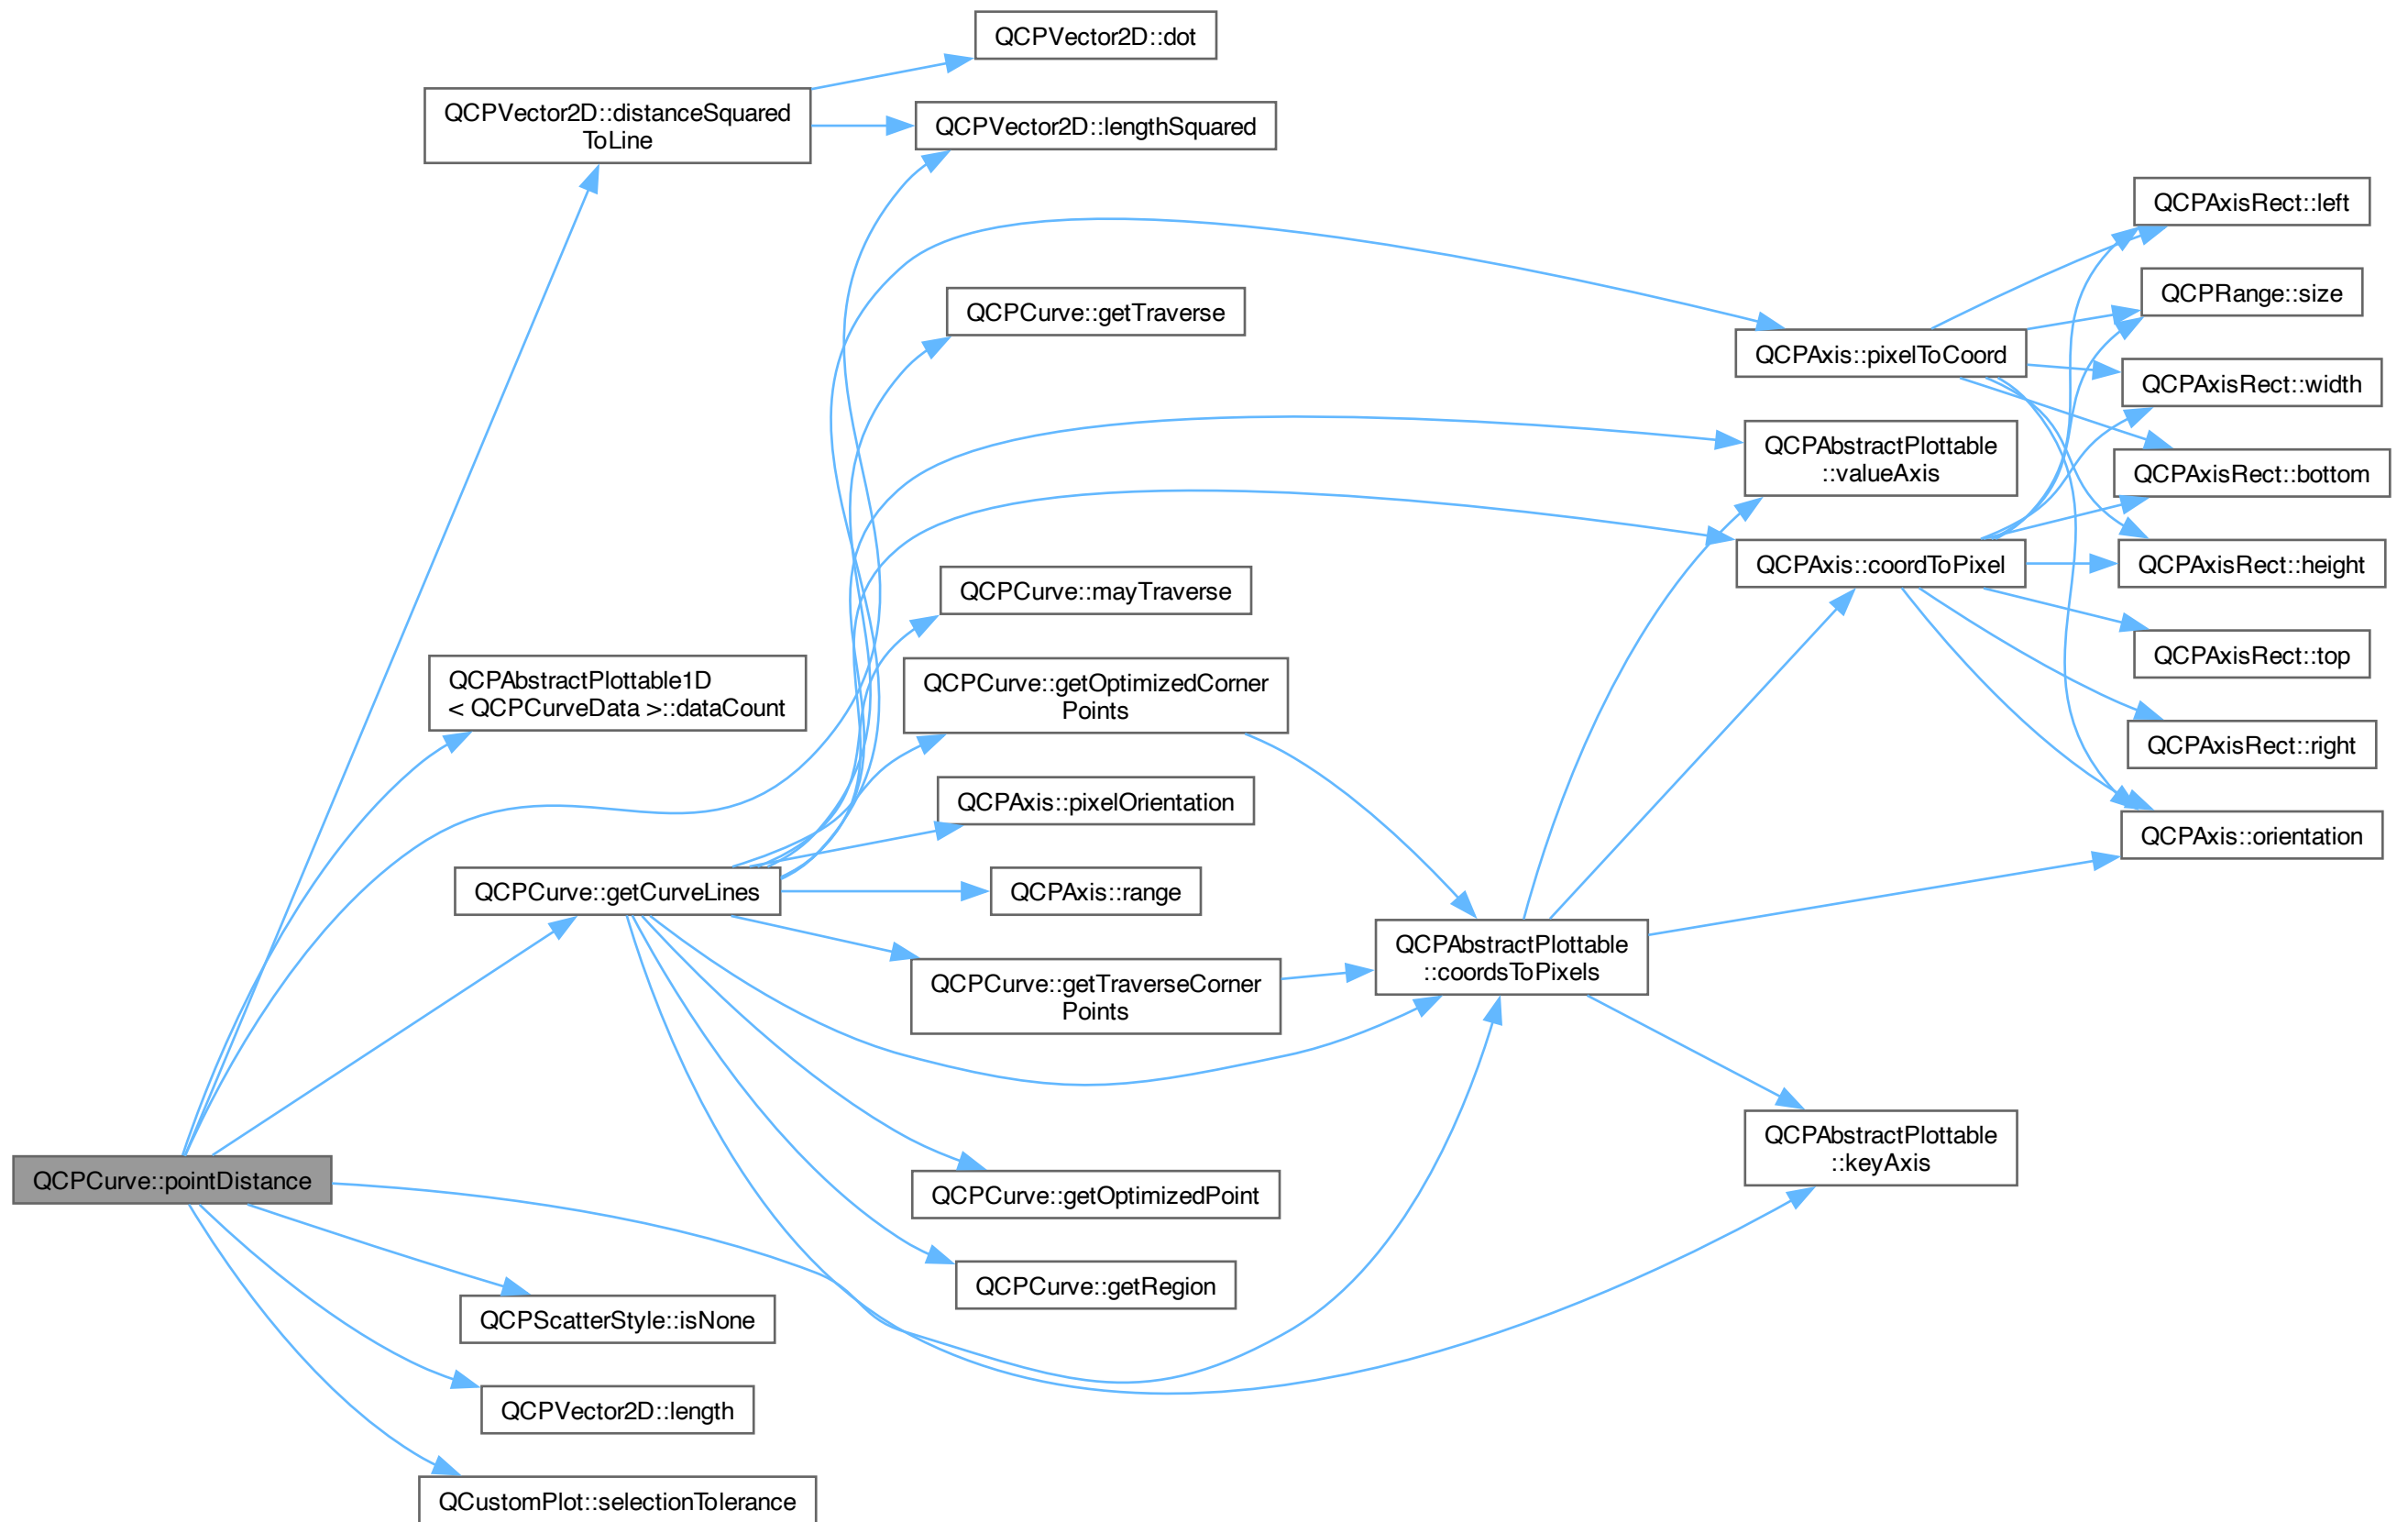 QCPVector2D::dot
QCPVector2D::distanceSquared
ToLine
QCPVector2D::lengthSquared
QCPAxisRect::left
QCPRange::size
QCPCurve::getTraverse
QCPAxis::pixelToCoord
QCPAxisRect::width
QCPAbstractPlottable
::valueAxis
QCPAxisRect::bottom
QCPAxis::coordToPixel
QCPAxisRect::height
QCPCurve::mayTraverse
QCPAxisRect::top
QCPAbstractPlottable1D
< QCPCurveData >::dataCount
QCPCurve::getOptimizedCorner
Points
QCPAxisRect::right
QCPAxis::pixelOrientation
QCPAxis::orientation
QCPCurve::getCurveLines
QCPAxis::range
QCPAbstractPlottable
::coordsToPixels
QCPCurve::getTraverseCorner
Points
QCPAbstractPlottable
::keyAxis
QCPCurve::pointDistance
QCPCurve::getOptimizedPoint
QCPCurve::getRegion
QCPScatterStyle::isNone
QCPVector2D::length
QCustomPlot::selectionTolerance